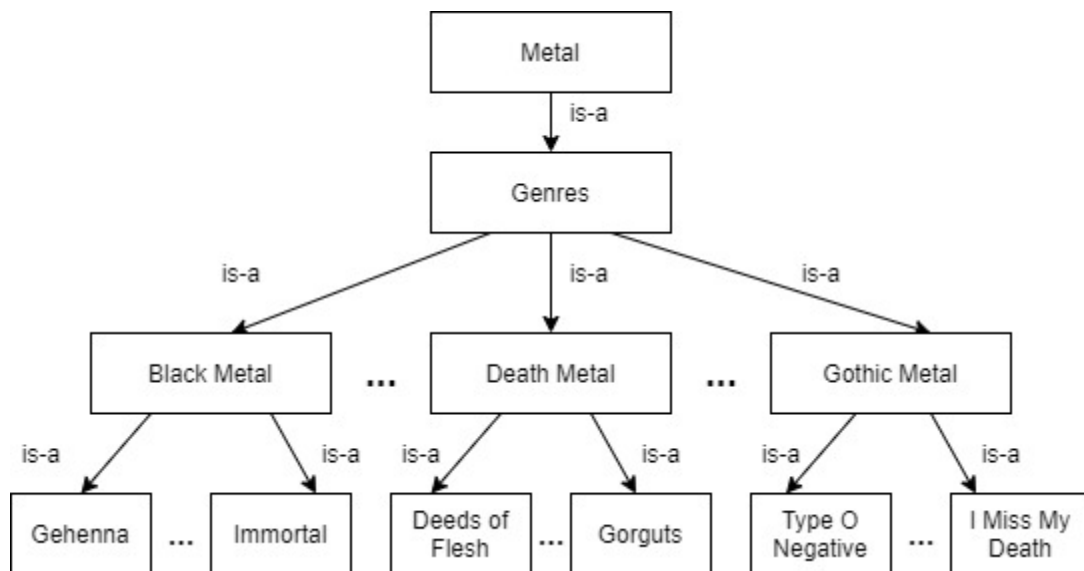 Metal
is-a
Genres
is-a
is-a
is-a
Black Metal
...
Death Metal
...
Gothic Metal
is-a
is-a
is-a
is-a
is-a
is-a
Gehenna
...
Immortal
Deeds of
Flesh
...
Gorguts
Type O
Negative
...
I Miss My
Death